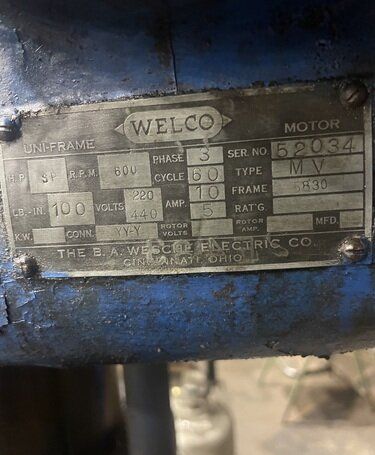 WELCO
UNI-FRAME MOTOR
H.P. R.P.M. 600 PHASE 3 SER. NO. 52034
CYCLE 60 TYPE MV
LB.-IN. 100 VOLTS 220 440 AMP. 10 5 FRAME 5830
RAT'G.
K.W. CONN. YY-Y ROTOR VOLTS ROTOR AMP. MFD.
THE B. A. WESCHE ELECTRIC CO.
CINCINNATI, OHIO